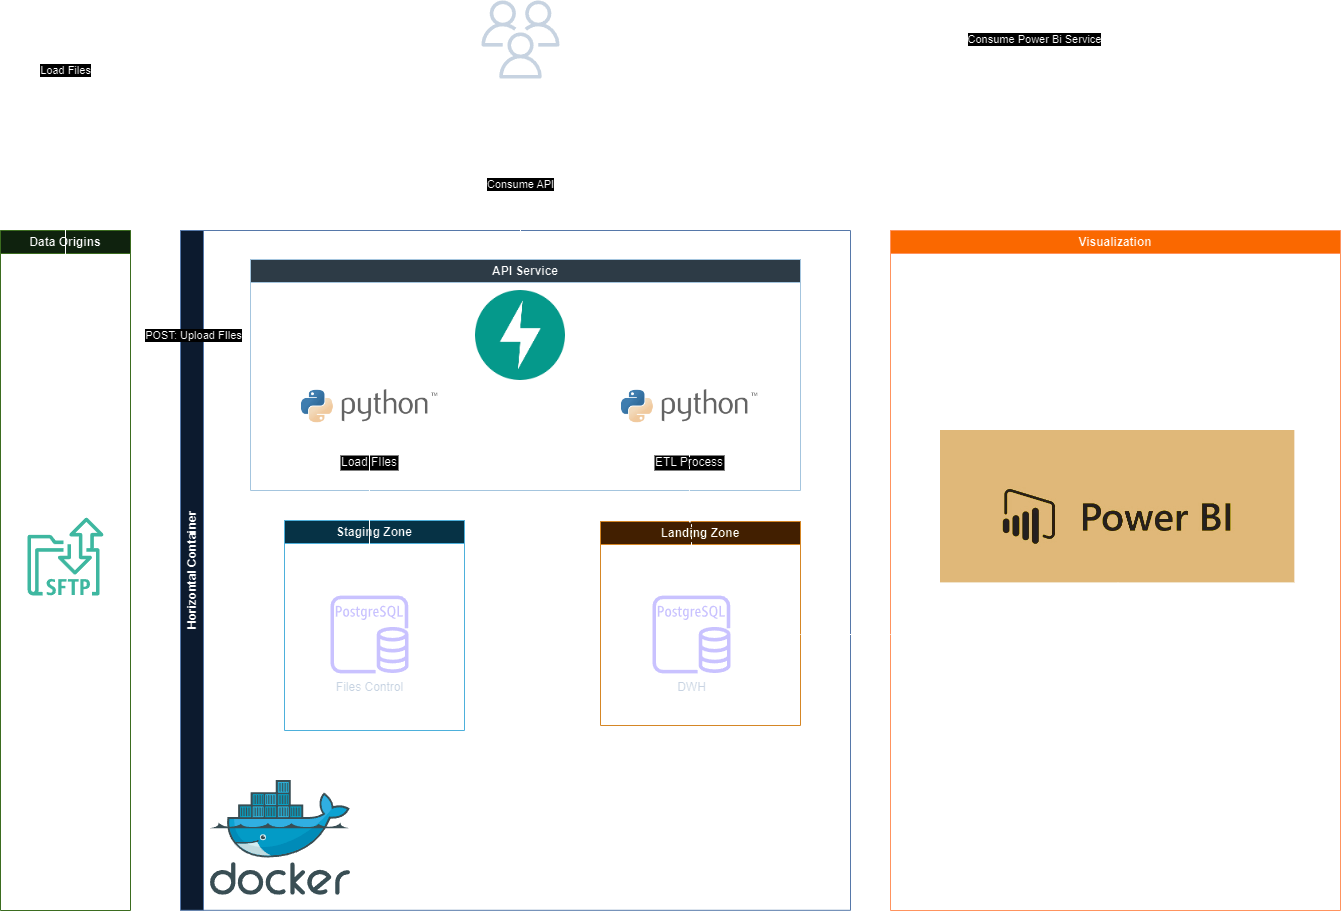 Load Files
Consume Power Bi Service
Consume API
Data Origins
Visualization
API Service
POST: Upload FIles
python™
python™
Load FIles
ETL Process
Horizontal Container
Staging Zone
Landing Zone
SFTP
Power BI
PostgreSQL
PostgreSQL
Files Control
DWH
docker